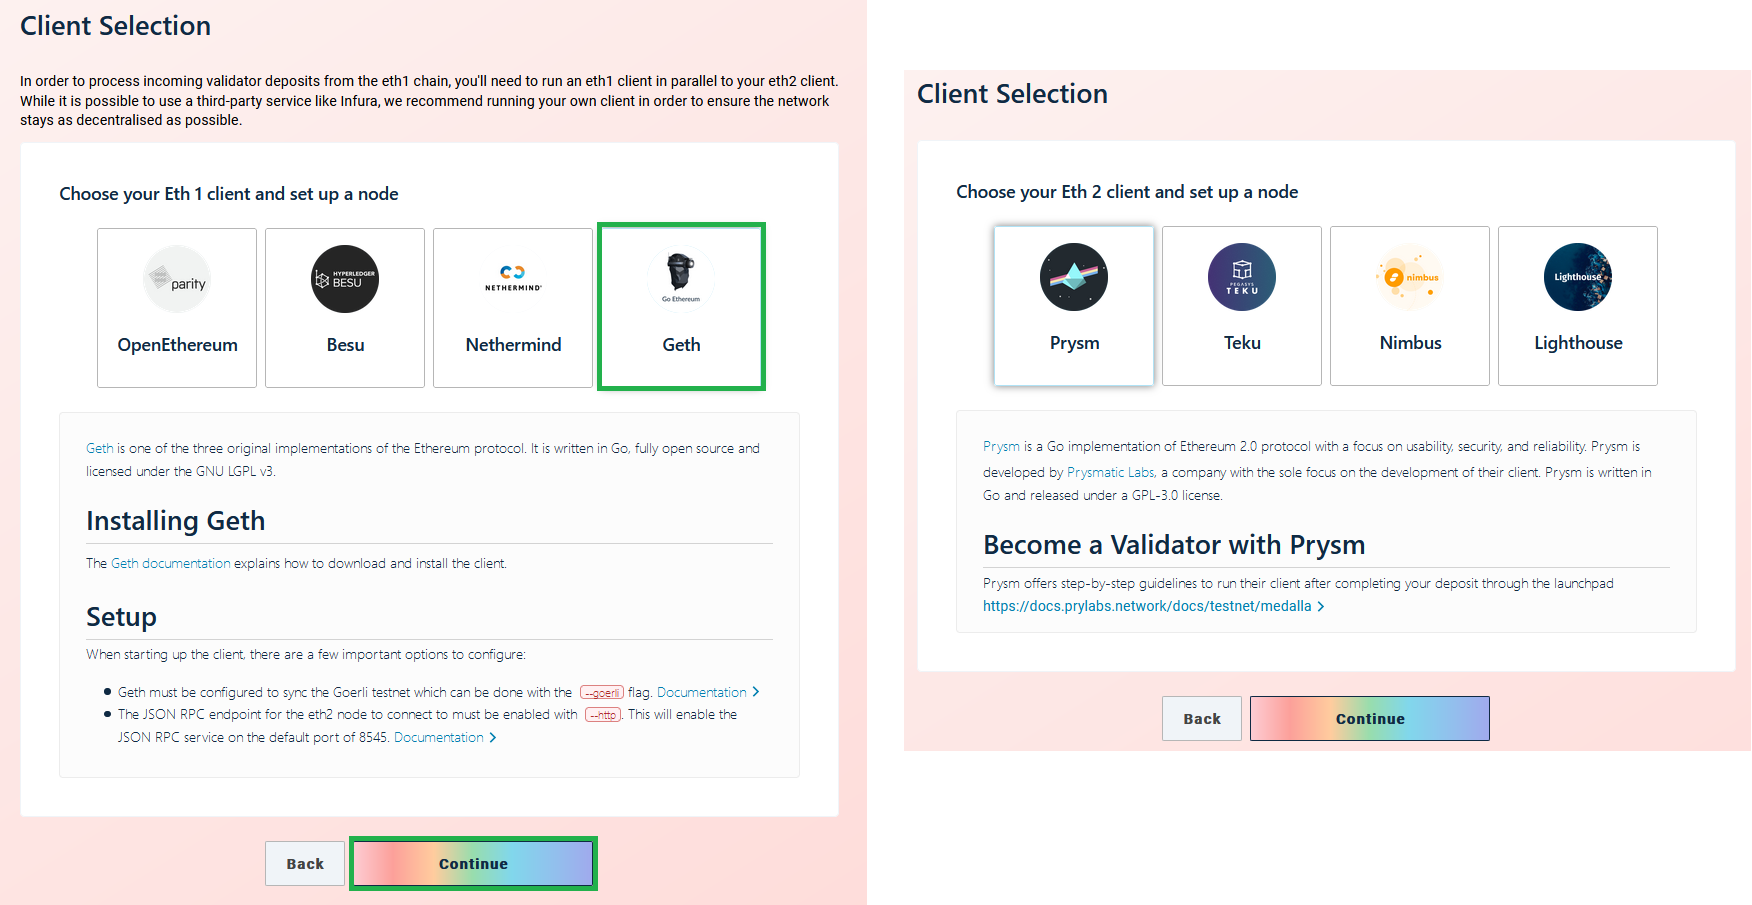 Client Selection
In order to process incoming validator deposits from the eth1 chain, you'll need to run an eth1 client in parallel to your eth2 client.
While it is possible to use a third-party service like Infura, we recommend running your own client in order to ensure the network
stays as decentralised as possible.
Choose your Eth 1 client and set up a node
parity
OpenEthereum
HYPERLEDGER
BESU
Besu
NETHERMIND
Nethermind
Go Ethereum
Geth
Geth is one of the three original implementations of the Ethereum protocol. It is written in Go, fully open source and
licensed under the GNU LGPL v3.
Installing Geth
The Geth documentation explains how to download and install the client.
Setup
When starting up the client, there are a few important options to configure:
● Geth must be configured to sync the Goerli testnet which can be done with the --goerli flag. Documentation >
● The JSON RPC endpoint for the eth2 node to connect to must be enabled with --http. This will enable the
JSON RPC service on the default port of 8545. Documentation >
Back
Continue
Client Selection
Choose your Eth 2 client and set up a node
Prysm
PEGASYS
TEKU
Teku
nimbus
Nimbus
Lighthouse
Lighthouse
Prysm is a Go implementation of Ethereum 2.0 protocol with a focus on usability, security, and reliability. Prysm is
developed by Prysmatic Labs, a company with the sole focus on the development of their client. Prysm is written in
Go and released under a GPL-3.0 license.
Become a Validator with Prysm
Prysm offers step-by-step guidelines to run their client after completing your deposit through the launchpad
https://docs.prylabs.network/docs/testnet/medalla >
Back
Continue